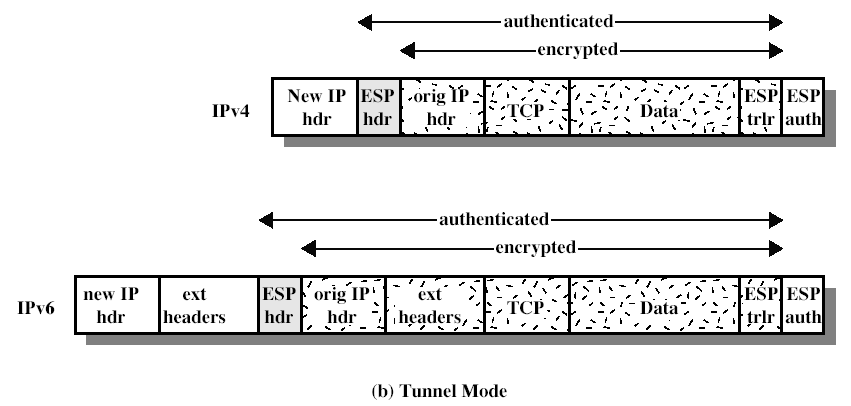 authenticated
encrypted
IPv4
New IP hdr
ESP hdr
orig IP hdr
TCP
Data
ESP trlr
ESP auth
authenticated
encrypted
IPv6
new IP hdr
ext headers
ESP hdr
orig IP hdr
ext headers
TCP
Data
ESP trlr
ESP auth
(b) Tunnel Mode